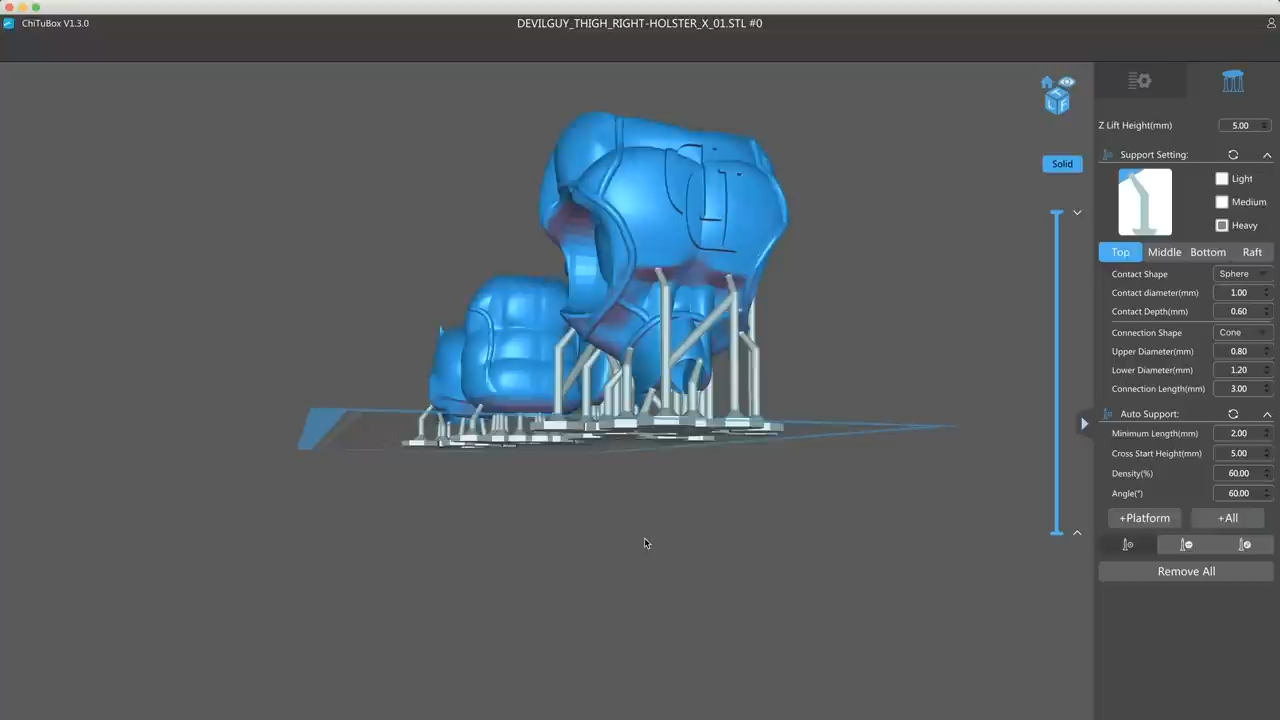 ChiTuBox V1.3.0
DEVILGUY_THIGH_RIGHT-HOLSTER_X_01.STL #0
Z Lift Height(mm) 5.00
Support Setting:
Light
Medium
Heavy
Top Middle Bottom Raft
Contact Shape Sphere
Contact diameter(mm) 1.00
Contact Depth(mm) 0.60
Connection Shape Cone
Upper Diameter(mm) 0.80
Lower Diameter(mm) 1.20
Connection Length(mm) 3.00
Auto Support:
Minimum Length(mm) 2.00
Cross Start Height(mm) 5.00
Density(%) 60.00
Angle(°) 60.00
+Platform +All
Remove All
Solid
T
L F